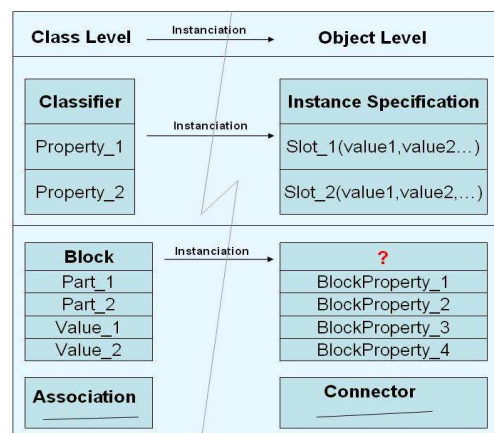 Class Level Instanciation Object Level
Classifier Instanciation Instance Specification
Property_1 Slot_1(value1,value2...)
Property_2 Slot_2(value1,value2,...)
Block Instanciation ?
Part_1 BlockProperty_1
Part_2 BlockProperty_2
Value_1 BlockProperty_3
Value_2 BlockProperty_4
Association Connector